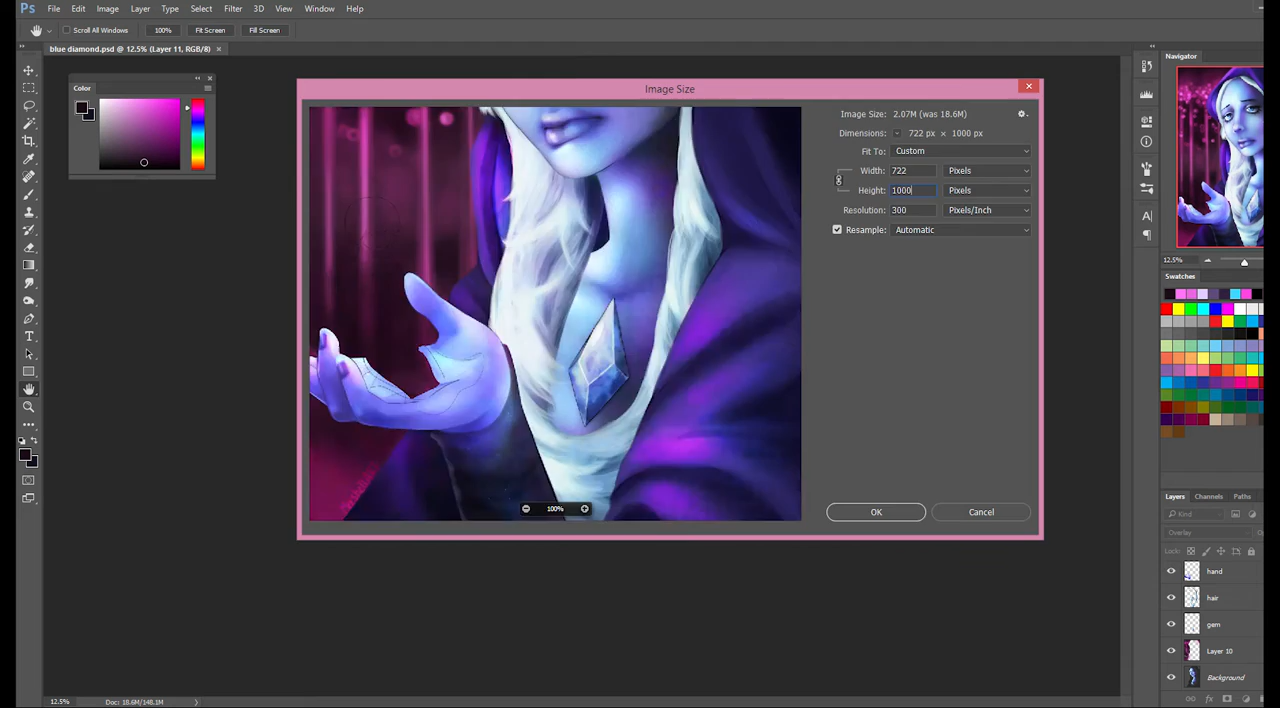 Ps File Edit Image Layer Type Select Filter 3D View Window Help
Scroll All Windows 100% Fit Screen Fill Screen
blue diamond.psd @ 12.5% (Layer 11, RGB/8) ×
Color
Image Size
Image Size: 2.07M (was 18.6M)
Dimensions: 722 px × 1000 px
Fit To: Custom
Width: 722 Pixels
Height: 1000 Pixels
Resolution: 300 Pixels/Inch
Resample: Automatic
100%
OK Cancel
Navigator
12.5%
Swatches
Layers Channels Paths
Kind
Overlay
Lock:
hand
hair
gem
Layer 10
Background
12.5% Doc: 18.6M/148.1M